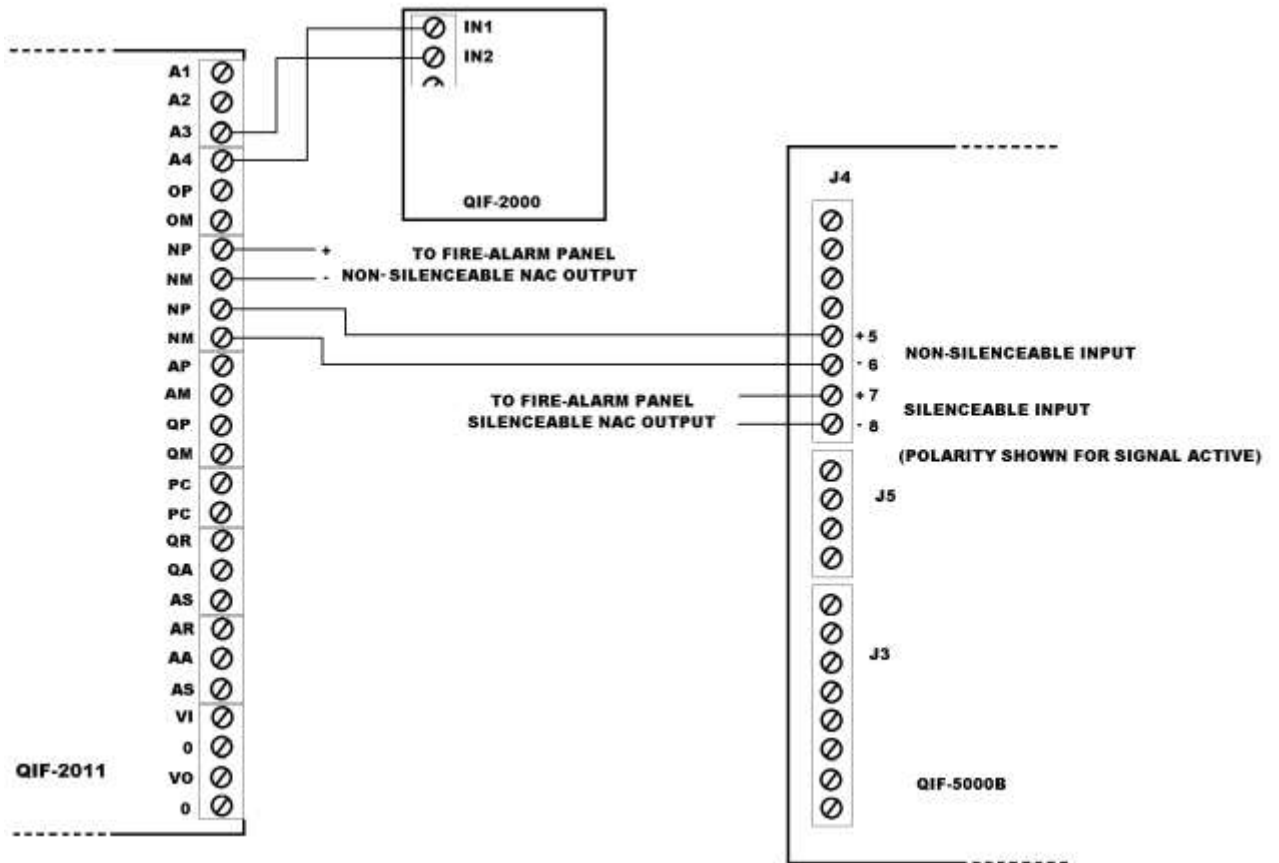 IN1
IN2
QIF-2000
A1
A2
A3
A4
OP
OM
NP
NM
NP
NM
AP
AM
QP
QM
PC
PC
QR
QA
AS
AR
AA
AS
VI
0
VO
0
QIF-2011
+ TO FIRE-ALARM PANEL
- NON-SILENCEABLE NAC OUTPUT
TO FIRE-ALARM PANEL
SILENCEABLE NAC OUTPUT
J4
+ 5
- 6
NON-SILENCEABLE INPUT
+ 7
- 8
SILENCEABLE INPUT
(POLARITY SHOWN FOR SIGNAL ACTIVE)
J5
J3
QIF-5000B